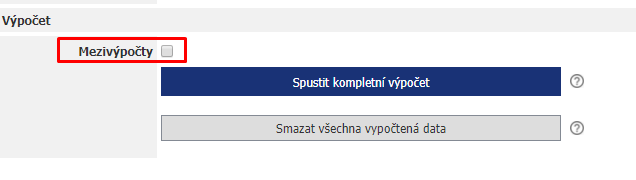 Výpočet
Mezivýpočty
Spustit kompletní výpočet
?
Smazat všechna vypočtená data
?